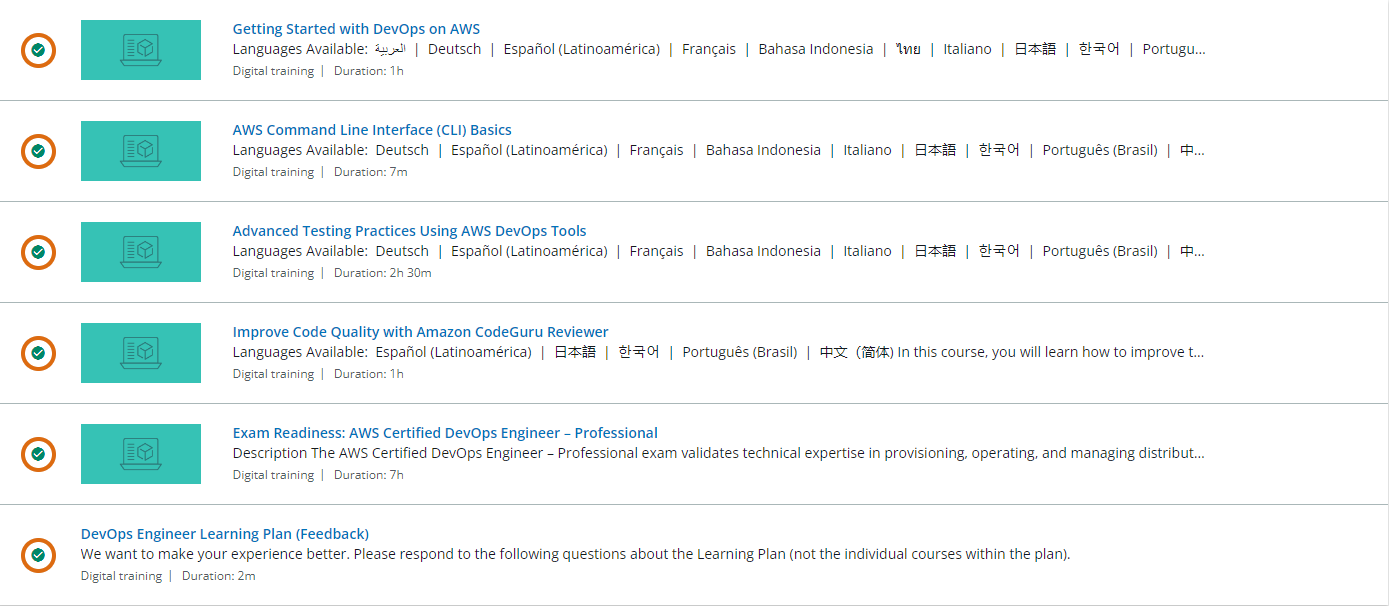 Getting Started with DevOps on AWS
Languages Available: العربية | Deutsch | Español (Latinoamérica) | Français | Bahasa Indonesia | ไทย | Italiano | 日本語 | 한국어 | Portugu...
Digital training | Duration: 1h
AWS Command Line Interface (CLI) Basics
Languages Available: Deutsch | Español (Latinoamérica) | Français | Bahasa Indonesia | Italiano | 日本語 | 한국어 | Português (Brasil) | 中...
Digital training | Duration: 7m
Advanced Testing Practices Using AWS DevOps Tools
Languages Available: Deutsch | Español (Latinoamérica) | Français | Bahasa Indonesia | Italiano | 日本語 | 한국어 | Português (Brasil) | 中...
Digital training | Duration: 2h 30m
Improve Code Quality with Amazon CodeGuru Reviewer
Languages Available: Español (Latinoamérica) | 日本語 | 한국어 | Português (Brasil) | 中文（简体) In this course, you will learn how to improve t...
Digital training | Duration: 1h
Exam Readiness: AWS Certified DevOps Engineer – Professional
Description The AWS Certified DevOps Engineer – Professional exam validates technical expertise in provisioning, operating, and managing distribut...
Digital training | Duration: 7h
DevOps Engineer Learning Plan (Feedback)
We want to make your experience better. Please respond to the following questions about the Learning Plan (not the individual courses within the plan).
Digital training | Duration: 2m